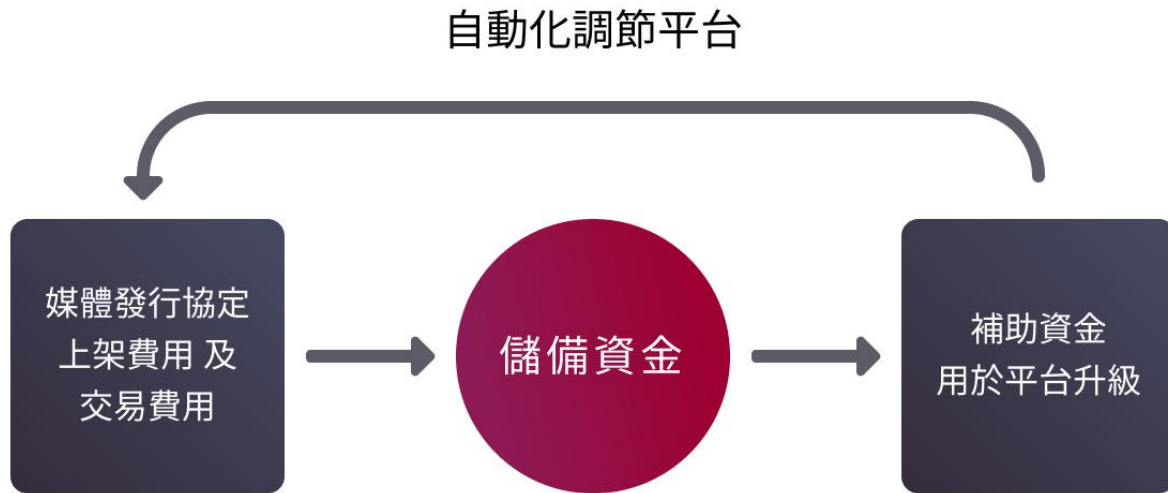 自動化調節平台
媒體發行協定
上架費用 及
交易費用
儲備資金
補助資金
用於平台升級